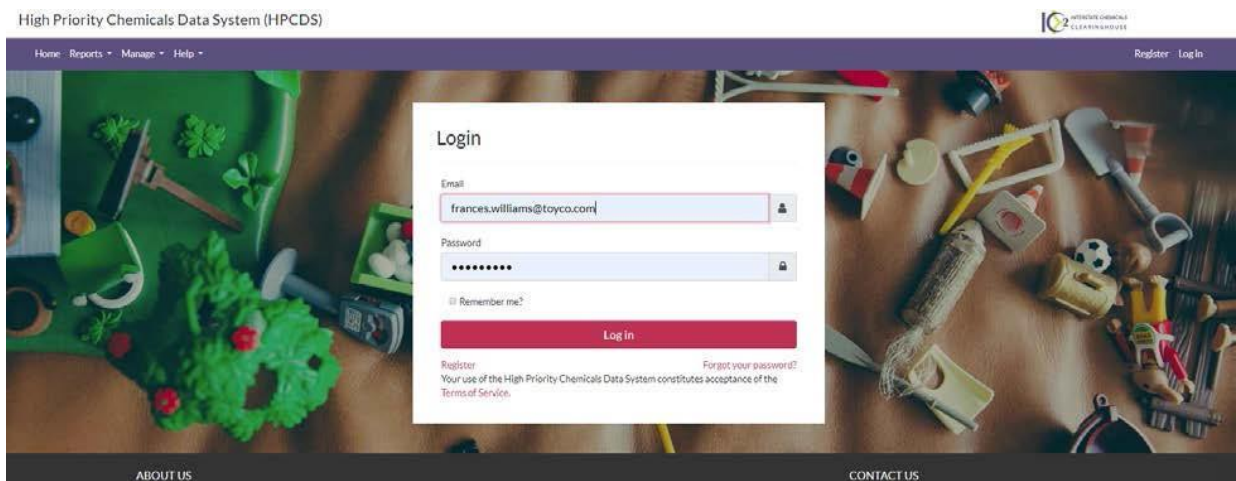 High Priority Chemicals Data System (HPCDS)
INTERSTATE CHEMICALS
CLEARINGHOUSE
Home Reports Manage Help
Register Log In
Login
Email
frances.williams@toyco.com
Password
•••••••••
Remember me?
Log in
Register
Forgot your password?
Your use of the High Priority Chemicals Data System constitutes acceptance of the
Terms of Service.
ABOUT US
CONTACT US